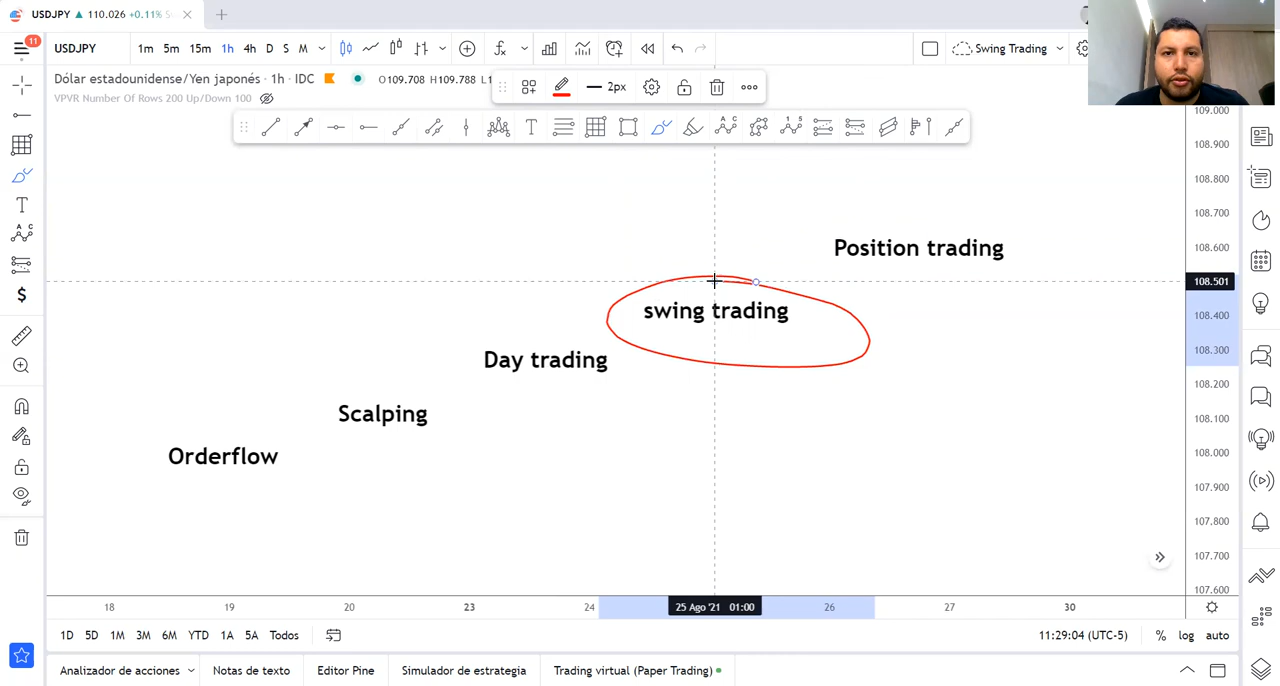 USDJPY ▲ 110.026 +0.11%
11
USDJPY 1m 5m 15m 1h 4h D S M Swing Trading
Dólar estadounidense/Yen japonés · 1h · IDC O109.708 H109.788 L1
VPVR Number Of Rows 200 Up/Down 100
2px
109.000
108.900
108.800
108.700
Position trading
108.600
108.501
swing trading
108.400
Day trading
108.300
108.200
Scalping
108.100
Orderflow
108.000
107.900
107.800
107.700
107.600
18 19 20 23 24 25 Ago '21 01:00 26 27 30
1D 5D 1M 3M 6M YTD 1A 5A Todos 11:29:04 (UTC-5) % log auto
Analizador de acciones Notas de texto Editor Pine Simulador de estrategia Trading virtual (Paper Trading)